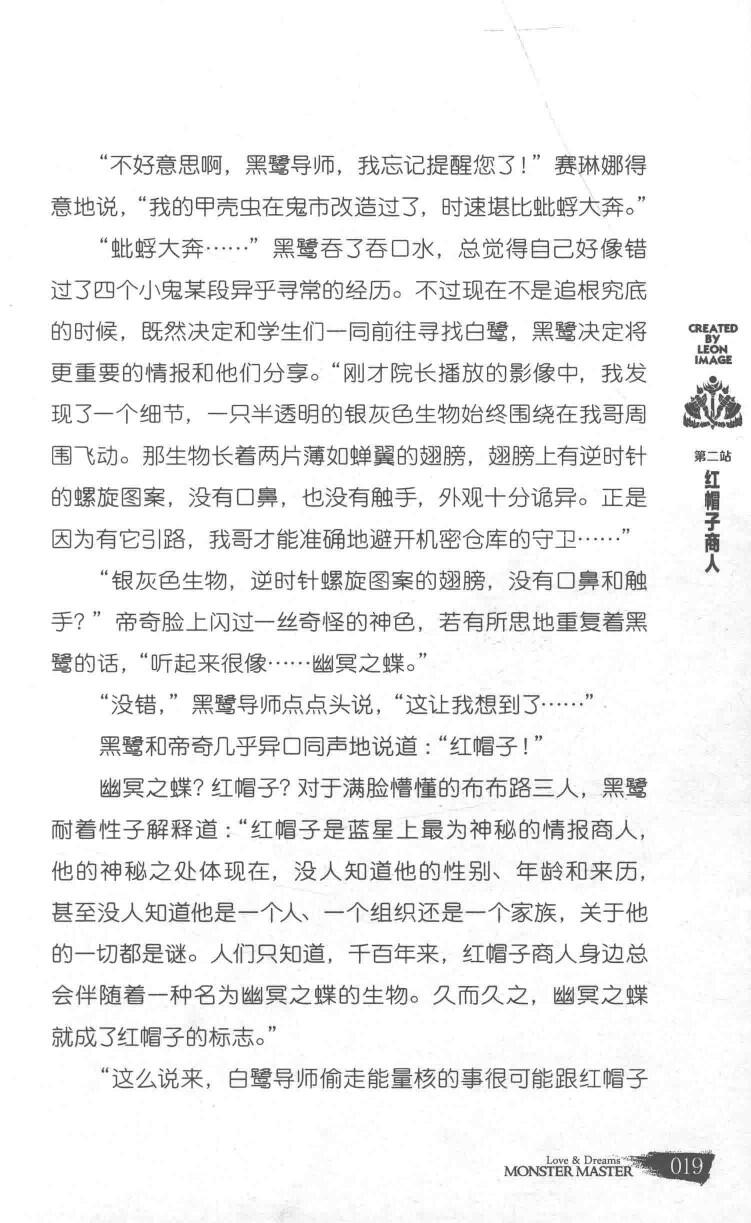 “不好意思啊，黑鹭导师，我忘记提醒您了！”赛琳娜得
意地说，“我的甲壳虫在鬼市改造过了，时速堪比蚍蜉大奔。”
“蚍蜉大奔……”黑鹭吞了吞口水，总觉得自己好像错
过了四个小鬼某段异乎寻常的经历。不过现在不是追根究底
的时候，既然决定和学生们一同前往寻找白鹭，黑鹭决定将
更重要的情报和他们分享。“刚才院长播放的影像中，我发
现了一个细节，一只半透明的银灰色生物始终围绕在我哥周
围飞动。那生物长着两片薄如蝉翼的翅膀，翅膀上有逆时针
的螺旋图案，没有口鼻，也没有触手，外观十分诡异。正是
因为有它引路，我哥才能准确地避开机密仓库的守卫……”
“银灰色生物，逆时针螺旋图案的翅膀，没有口鼻和触
手？”帝奇脸上闪过一丝奇怪的神色，若有所思地重复着黑
鹭的话，“听起来很像……幽冥之蝶。”
“没错，”黑鹭导师点点头说，“这让我想到了……”
黑鹭和帝奇几乎异口同声地说道：“红帽子！”
幽冥之蝶？红帽子？对于满脸懵懂的布布路三人，黑鹭
耐着性子解释道：“红帽子是蓝星上最为神秘的情报商人，
他的神秘之处体现在，没人知道他的性别、年龄和来历，
甚至没人知道他是一个人、一个组织还是一个家族，关于他
的一切都是谜。人们只知道，千百年来，红帽子商人身边总
会伴随着一种名为幽冥之蝶的生物。久而久之，幽冥之蝶
就成了红帽子的标志。”
“这么说来，白鹭导师偷走能量核的事很可能跟红帽子
CREATED
BY
LEON
IMAGE
第二站
红帽子商人
Love & Dreams
MONSTER MASTER
019